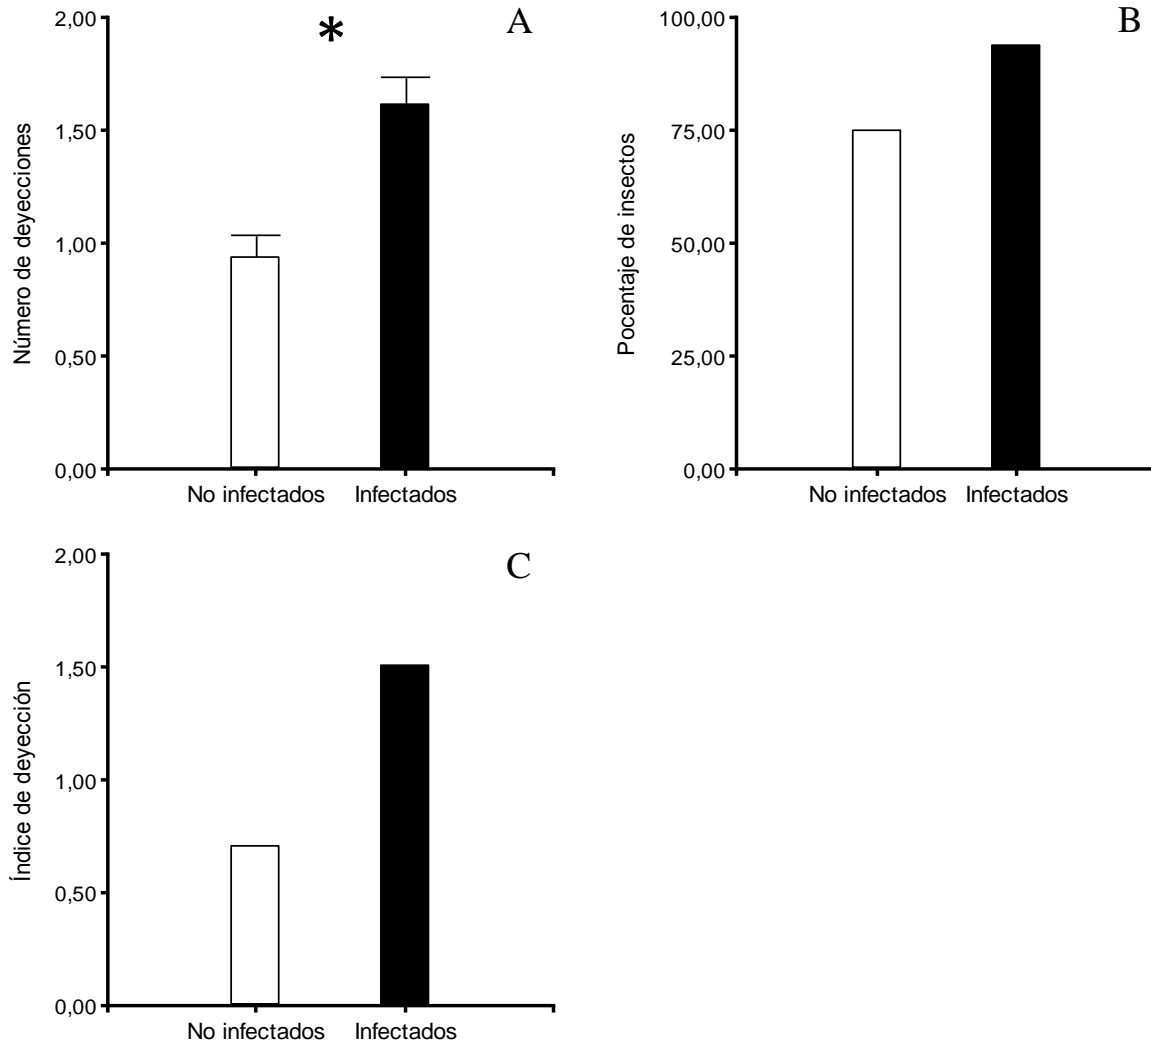 A
*
2,00
1,50
1,00
0,50
0,00
Número de deyecciones
No infectados Infectados
B
100,00
75,00
50,00
25,00
0,00
Pocentaje de insectos
No infectados Infectados
C
2,00
1,50
1,00
0,50
0,00
Índice de deyección
No infectados Infectados